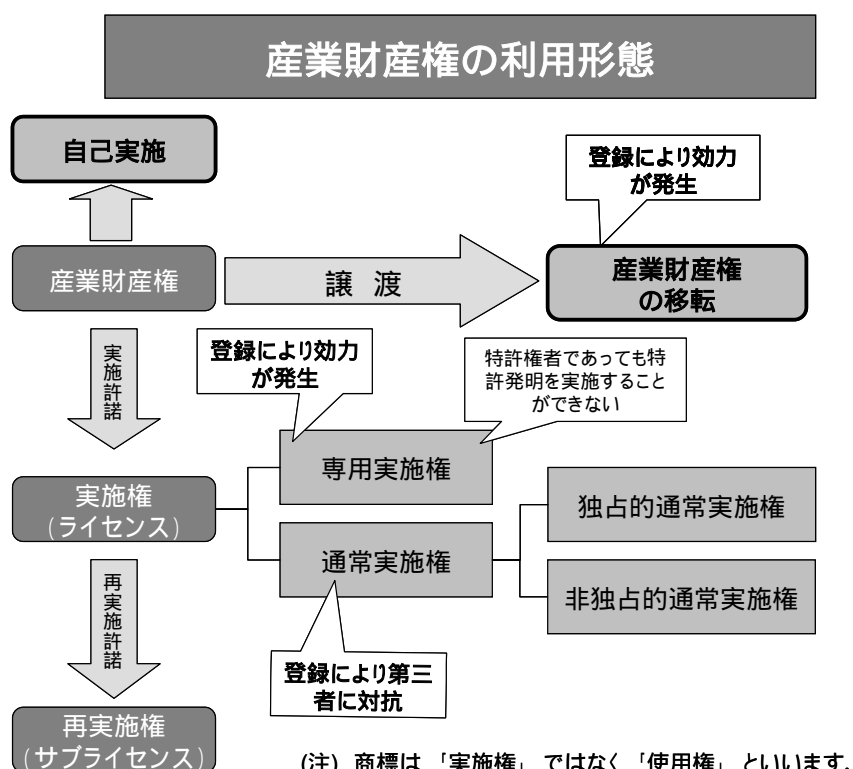 産業財産権の利用形態
自己実施
登録により効力
が発生
産業財産権
譲 渡
産業財産権
の移転
実施許諾
登録により効力
が発生
特許権者であっても特
許発明を実施すること
ができない
専用実施権
実施権
(ライセンス)
通常実施権
独占的通常実施権
非独占的通常実施権
再実施許諾
登録により第三
者に対抗
再実施権
(サブライセンス)
(注) 商標は 「実施権」 ではなく 「使用権」 といいます。